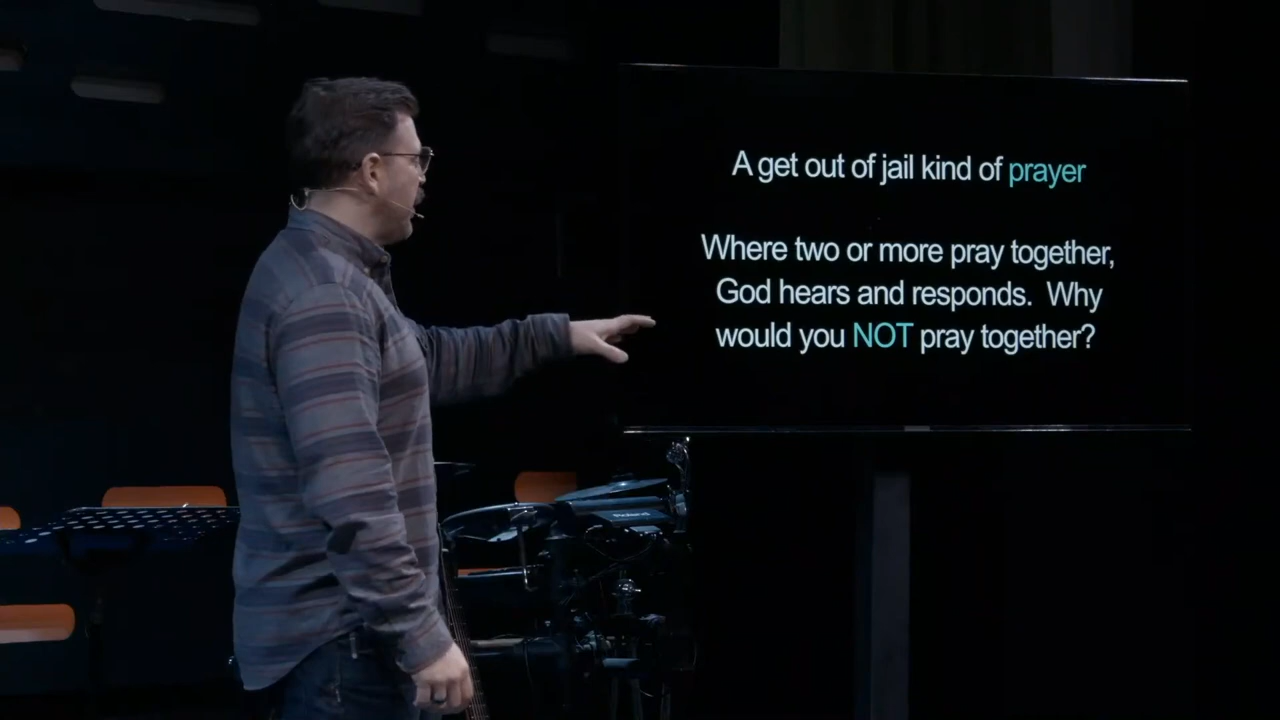 A get out of jail kind of prayer
Where two or more pray together,
God hears and responds.  Why
would you NOT pray together?
Roland